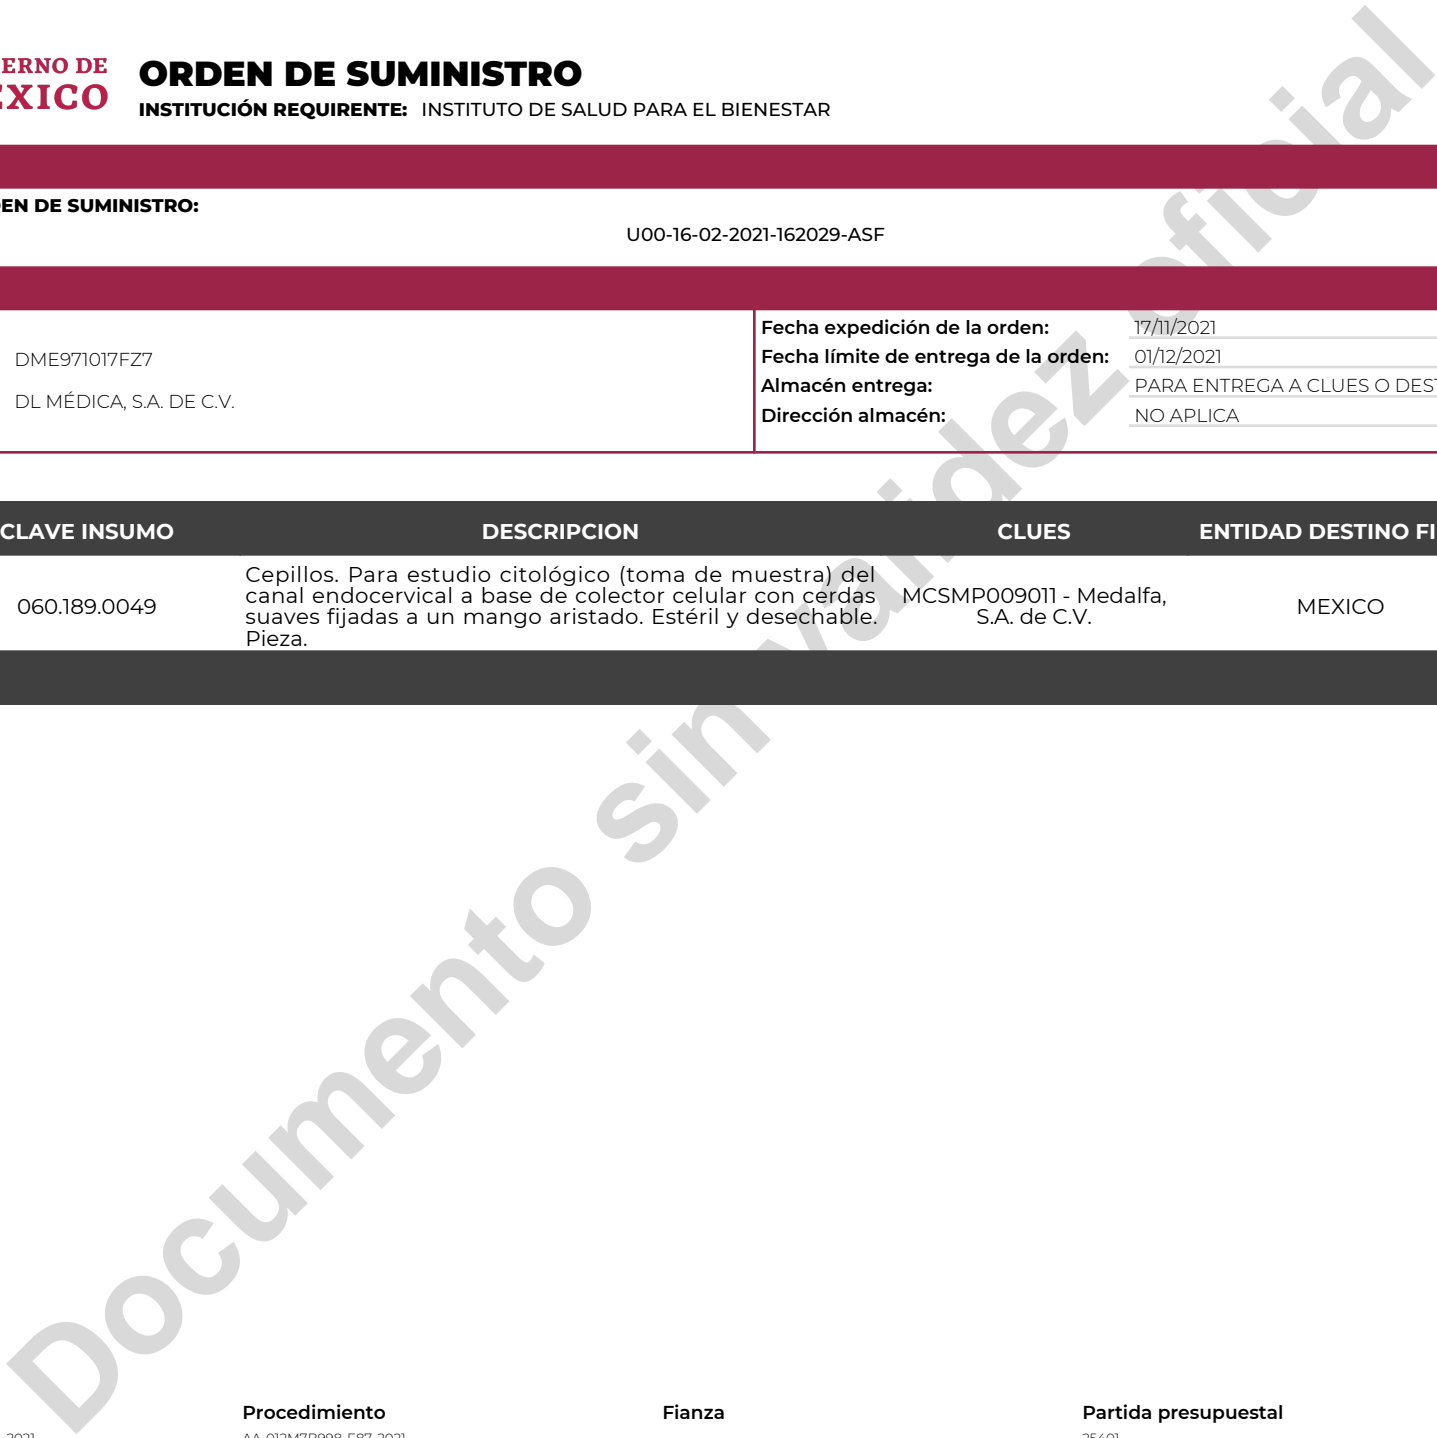 ERNO DE
EXICO
ORDEN DE SUMINISTRO
INSTITUCIÓN REQUIRENTE: INSTITUTO DE SALUD PARA EL BIENESTAR
EN DE SUMINISTRO:
U00-16-02-2021-162029-ASF
DME971017FZ7
DL MÉDICA, S.A. DE C.V.
Fecha expedición de la orden: 17/11/2021
Fecha límite de entrega de la orden: 01/12/2021
Almacén entrega: PARA ENTREGA A CLUES O DEST
Dirección almacén: NO APLICA
CLAVE INSUMO DESCRIPCION CLUES ENTIDAD DESTINO FI
060.189.0049
Cepillos. Para estudio citológico (toma de muestra) del
canal endocervical a base de colector celular con cerdas
suaves fijadas a un mango aristado. Estéril y desechable.
Pieza.
MCSMP009011 - Medalfa,
S.A. de C.V.
MEXICO
Documento sin validez oficial
Procedimiento Fianza Partida presupuestal